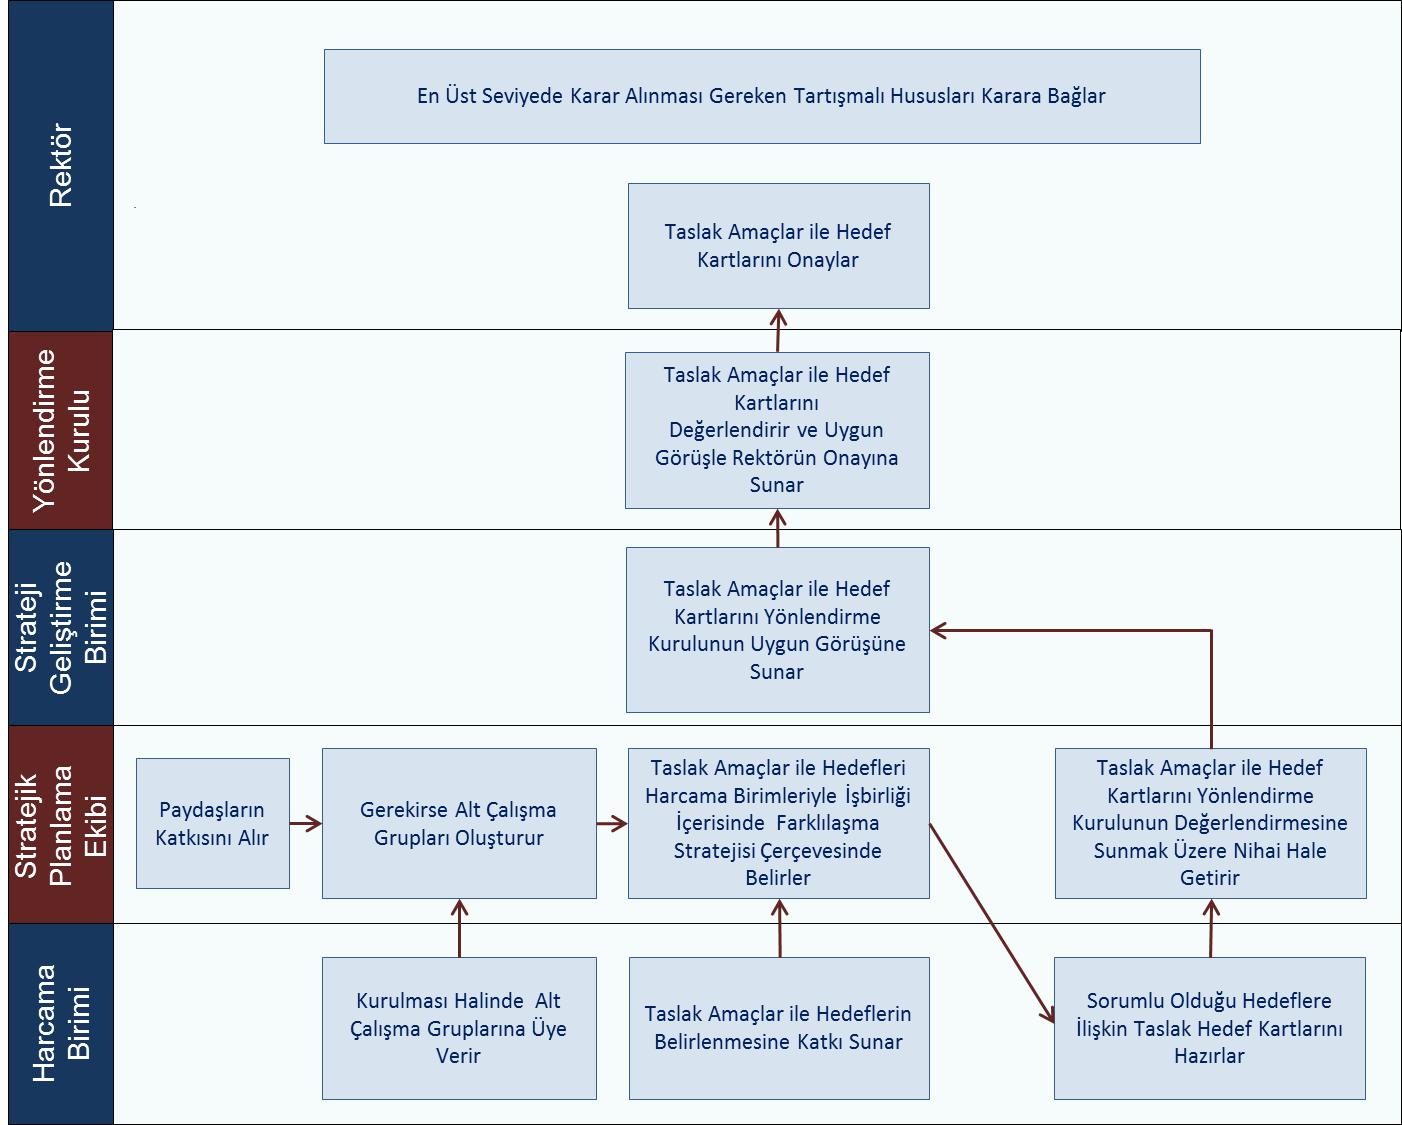 Rektör
En Üst Seviyede Karar Alınması Gereken Tartışmalı Hususları Karara Bağlar
Taslak Amaçlar ile Hedef
Kartlarını Onaylar
Yönlendirme
Kurulu
Taslak Amaçlar ile Hedef
Kartlarını
Değerlendirir ve Uygun
Görüşle Rektörün Onayına
Sunar
Strateji
Geliştirme
Birimi
Taslak Amaçlar ile Hedef
Kartlarını Yönlendirme
Kurulunun Uygun Görüşüne
Sunar
Stratejik
Planlama
Ekibi
Paydaşların
Katkısını Alır
Gerekirse Alt Çalışma
Grupları Oluşturur
Taslak Amaçlar ile Hedefleri
Harcama Birimleriyle İşbirliği
İçerisinde Farklılaşma
Stratejisi Çerçevesinde
Belirler
Taslak Amaçlar ile Hedef
Kartlarını Yönlendirme
Kurulunun Değerlendirmesine
Sunmak Üzere Nihai Hale
Getirir
Harcama
Birimi
Kurulması Halinde Alt
Çalışma Gruplarına Üye
Verir
Taslak Amaçlar ile Hedeflerin
Belirlenmesine Katkı Sunar
Sorumlu Olduğu Hedeflere
İlişkin Taslak Hedef Kartlarını
Hazırlar